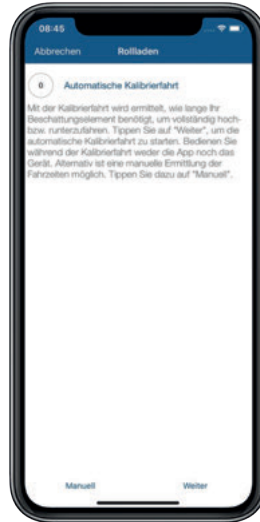 08:45
Abbrechen Rollladen
0 Automatische Kalibrierfahrt
Mit der Kalibrierfahrt wird ermittelt, wie lange Ihr
Beschattungselement benötigt, um vollständig hoch-
bzw. runterzufahren. Tippen Sie auf "Weiter", um die
automatische Kalibrierfahrt zu starten. Bedienen Sie
während der Kalibrierfahrt weder die App noch das
Gerät. Alternativ ist eine manuelle Ermittlung der
Fahrzeiten möglich. Tippen Sie dazu auf "Manuell".
Manuell Weiter